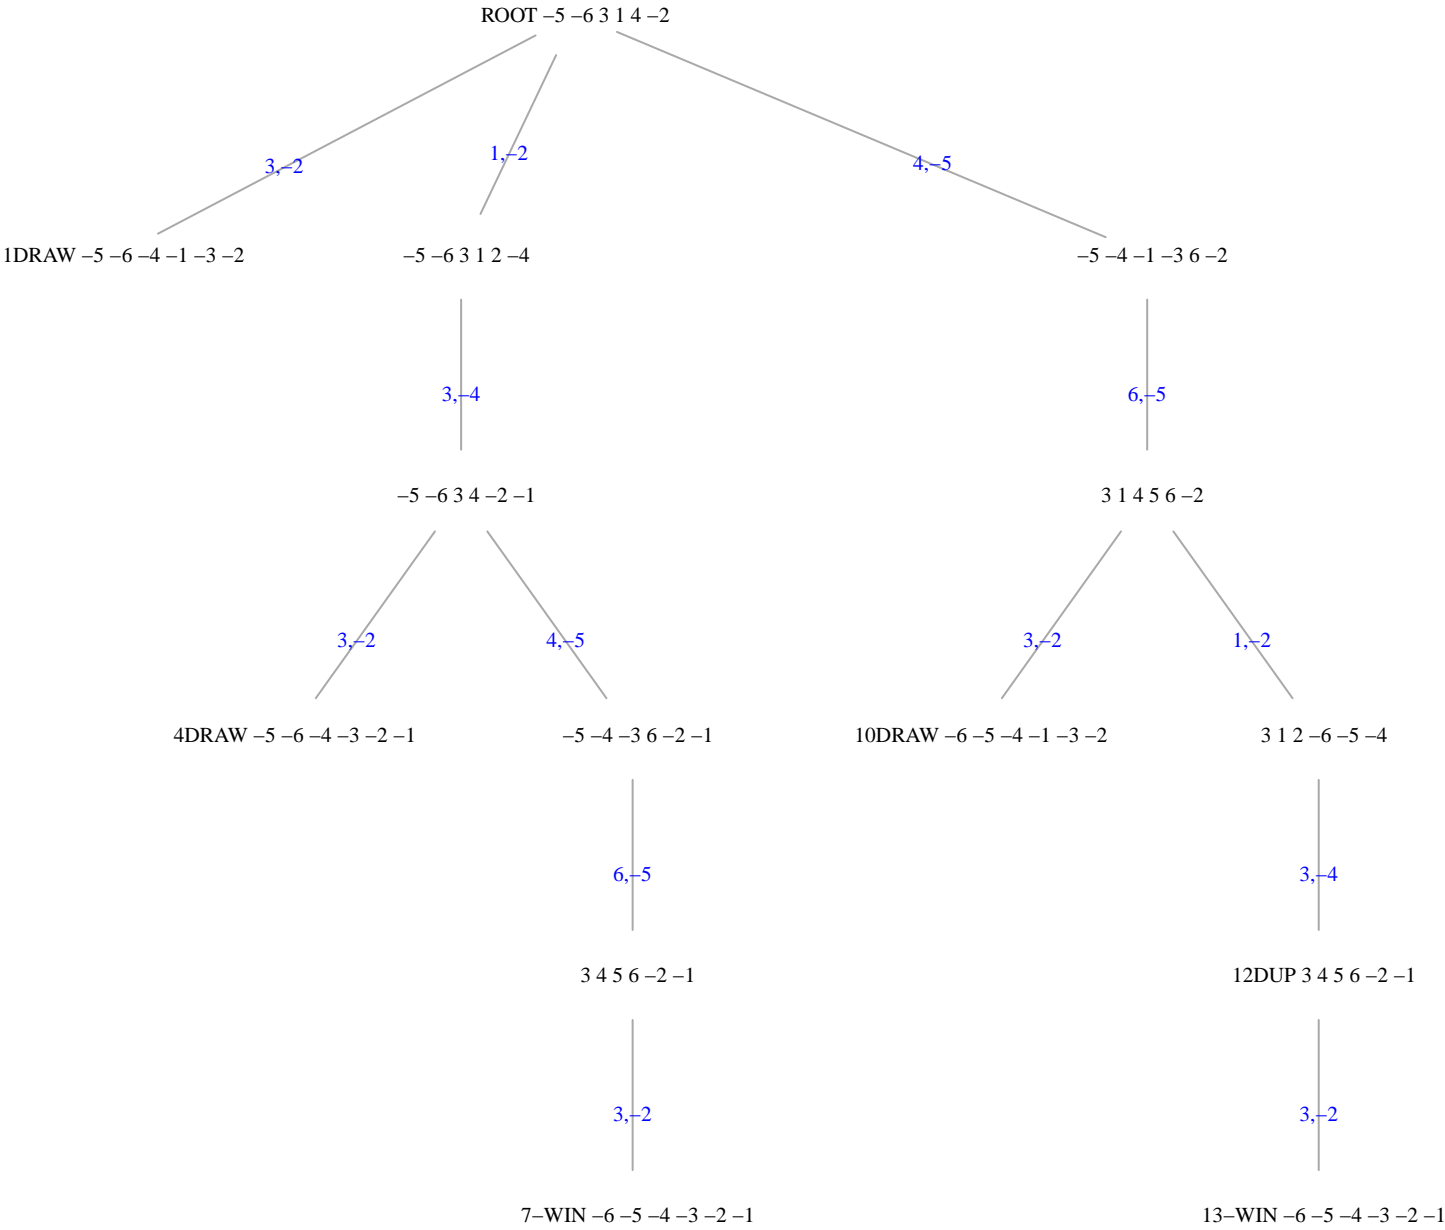 ROOT –5 –6 3 1 4 –2
3,–2
1,–2
4,–5
1DRAW –5 –6 –4 –1 –3 –2
–5 –6 3 1 2 –4
–5 –4 –1 –3 6 –2
3,–4
6,–5
–5 –6 3 4 –2 –1
3 1 4 5 6 –2
3,–2
4,–5
3,–2
1,–2
4DRAW –5 –6 –4 –3 –2 –1
–5 –4 –3 6 –2 –1
10DRAW –6 –5 –4 –1 –3 –2
3 1 2 –6 –5 –4
6,–5
3,–4
3 4 5 6 –2 –1
12DUP 3 4 5 6 –2 –1
3,–2
3,–2
7–WIN –6 –5 –4 –3 –2 –1
13–WIN –6 –5 –4 –3 –2 –1